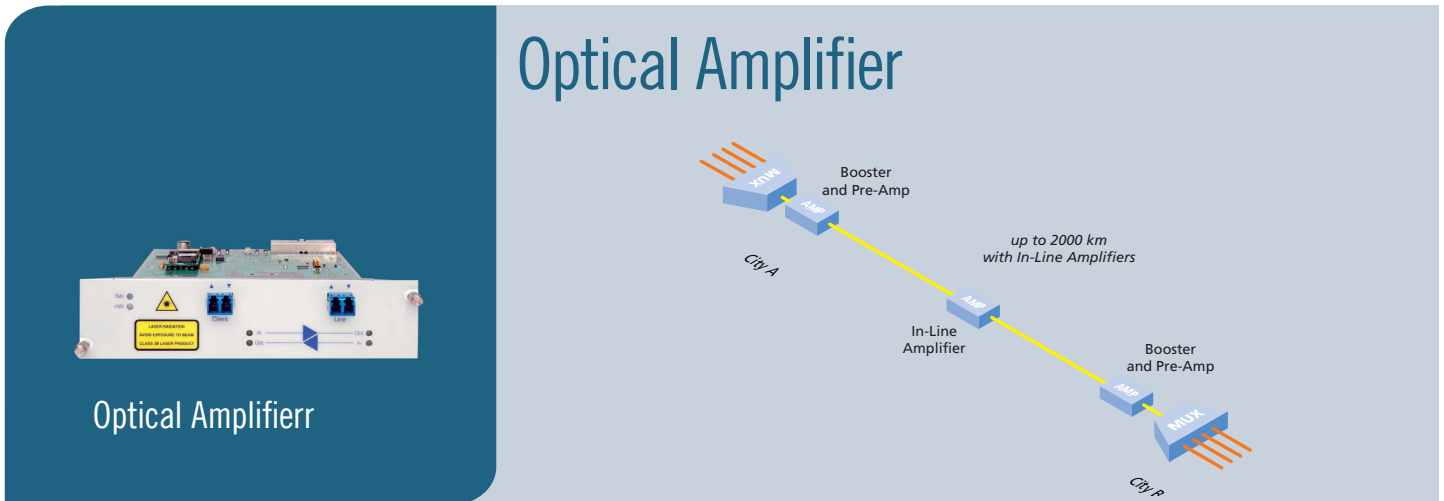 Optical Amplifier
MUX
AMP
Booster
and Pre-Amp
City A
up to 2000 km
with In-Line Amplifiers
AMP
In-Line
Amplifier
Booster
and Pre-Amp
AMP
MUX
City B
Client
Line
LASER RADIATION
AVOID EXPOSURE TO BEAM
CLASS 3B LASER PRODUCT
In
Out
Out
In
Optical Amplifierr